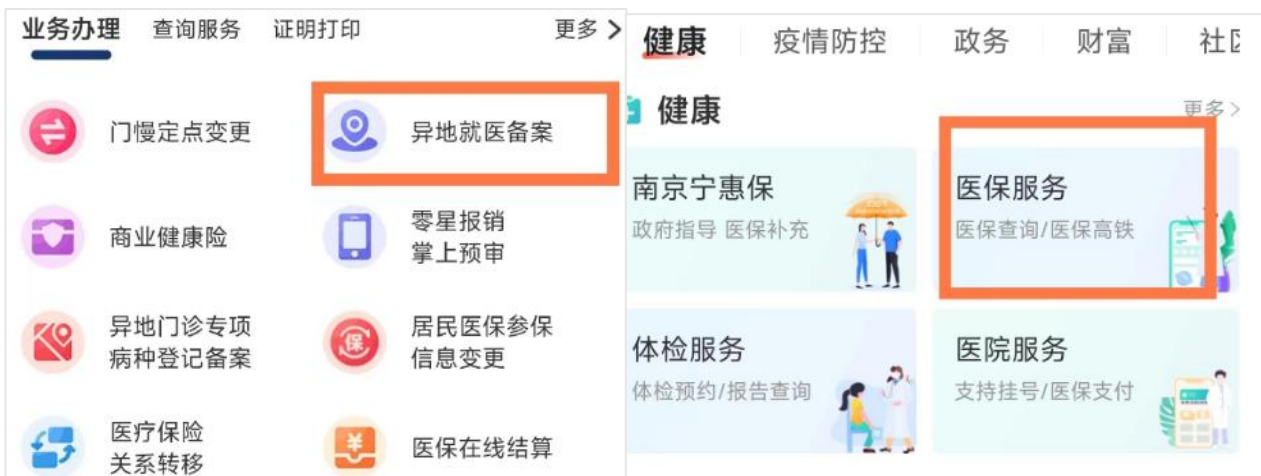 业务办理 查询服务 证明打印 更多 >
门慢定点变更 异地就医备案
商业健康险 零星报销
掌上预审
异地门诊专项 居民医保参保
病种登记备案 信息变更
医疗保险 医保在线结算
关系转移
健康 疫情防控 政务 财富 社区
健康 更多 >
南京宁惠保 医保服务
政府指导 医保补充 医保查询/医保高铁
体检服务 医院服务
体检预约/报告查询 支持挂号/医保支付